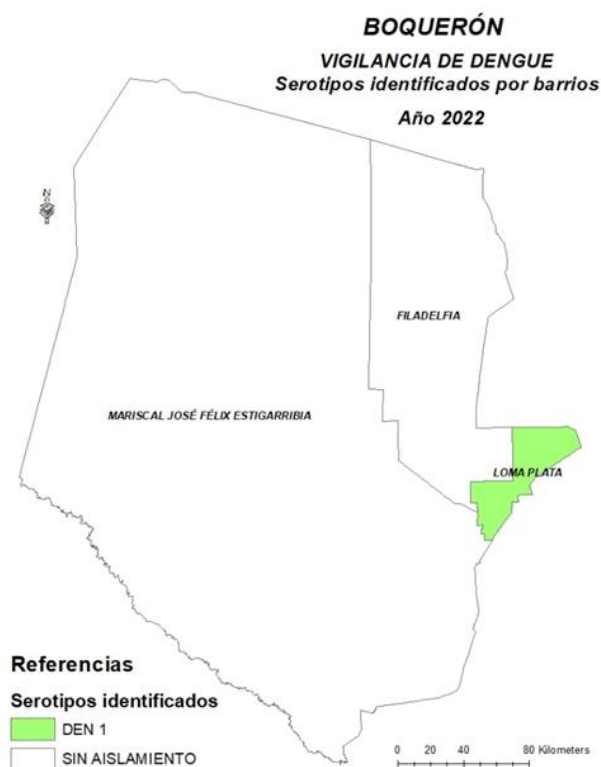 BOQUERÓN
VIGILANCIA DE DENGUE
Serotipos identificados por barrios
Año 2022
N
FILADELFIA
MARISCAL JOSÉ FÉLIX ESTIGARRIBIA
LOMA PLATA
Referencias
Serotipos identificados
DEN 1
SIN AISLAMIENTO
0 20 40 80 Kilometers